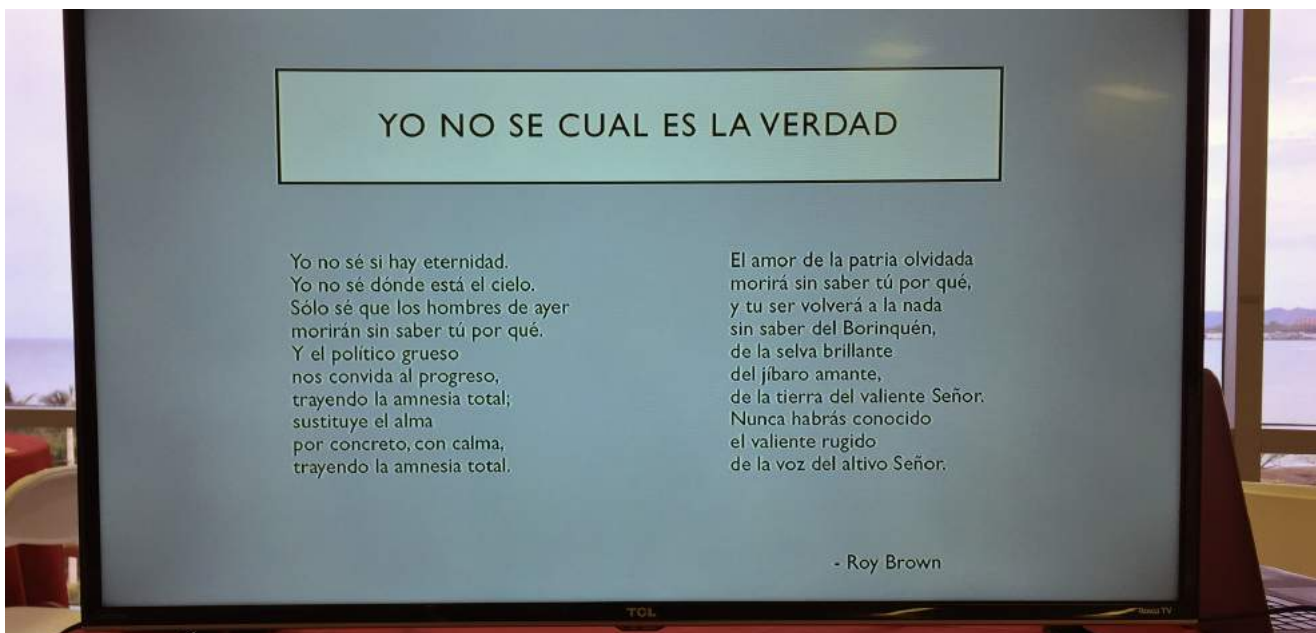 YO NO SE CUAL ES LA VERDAD
Yo no sé si hay eternidad.
Yo no sé dónde está el cielo.
Sólo sé que los hombres de ayer
morirán sin saber tú por qué.
Y el político grueso
nos convida al progreso,
trayendo la amnesia total;
sustituye el alma
por concreto, con calma,
trayendo la amnesia total.
El amor de la patria olvidada
morirá sin saber tú por qué,
y tu ser volverá a la nada
sin saber del Borinquén,
de la selva brillante
del jíbaro amante,
de la tierra del valiente Señor.
Nunca habrás conocido
el valiente rugido
de la voz del altivo Señor.
- Roy Brown
TCL
Roku TV